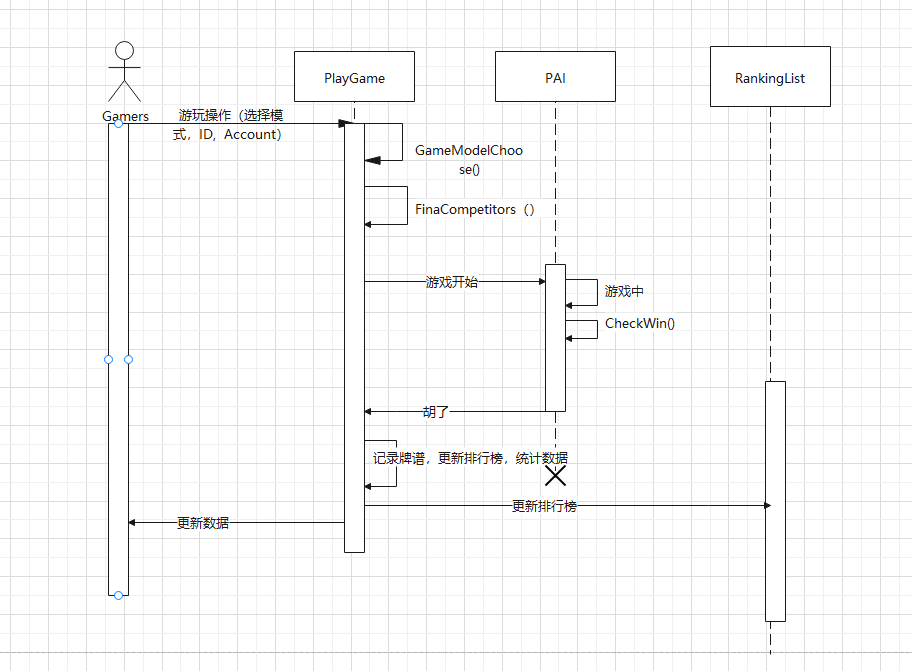 PlayGame
PAI
RankingList
Gamers
游玩操作（选择模
式，ID，Account）
GameModelChoo
se()
FinaCompetitors（）
游戏开始
游戏中
CheckWin()
胡了
记录牌谱，更新排行榜，统计数据
更新排行榜
更新数据